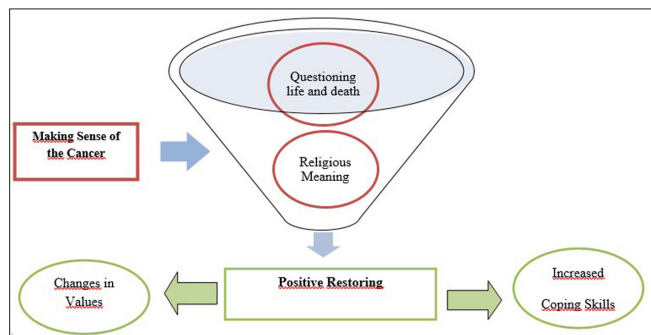 Questioning
life and death
Making Sense of
the Cancer
Religious
Meaning
Positive Restoring
Changes in
Values
Increased
Coping Skills